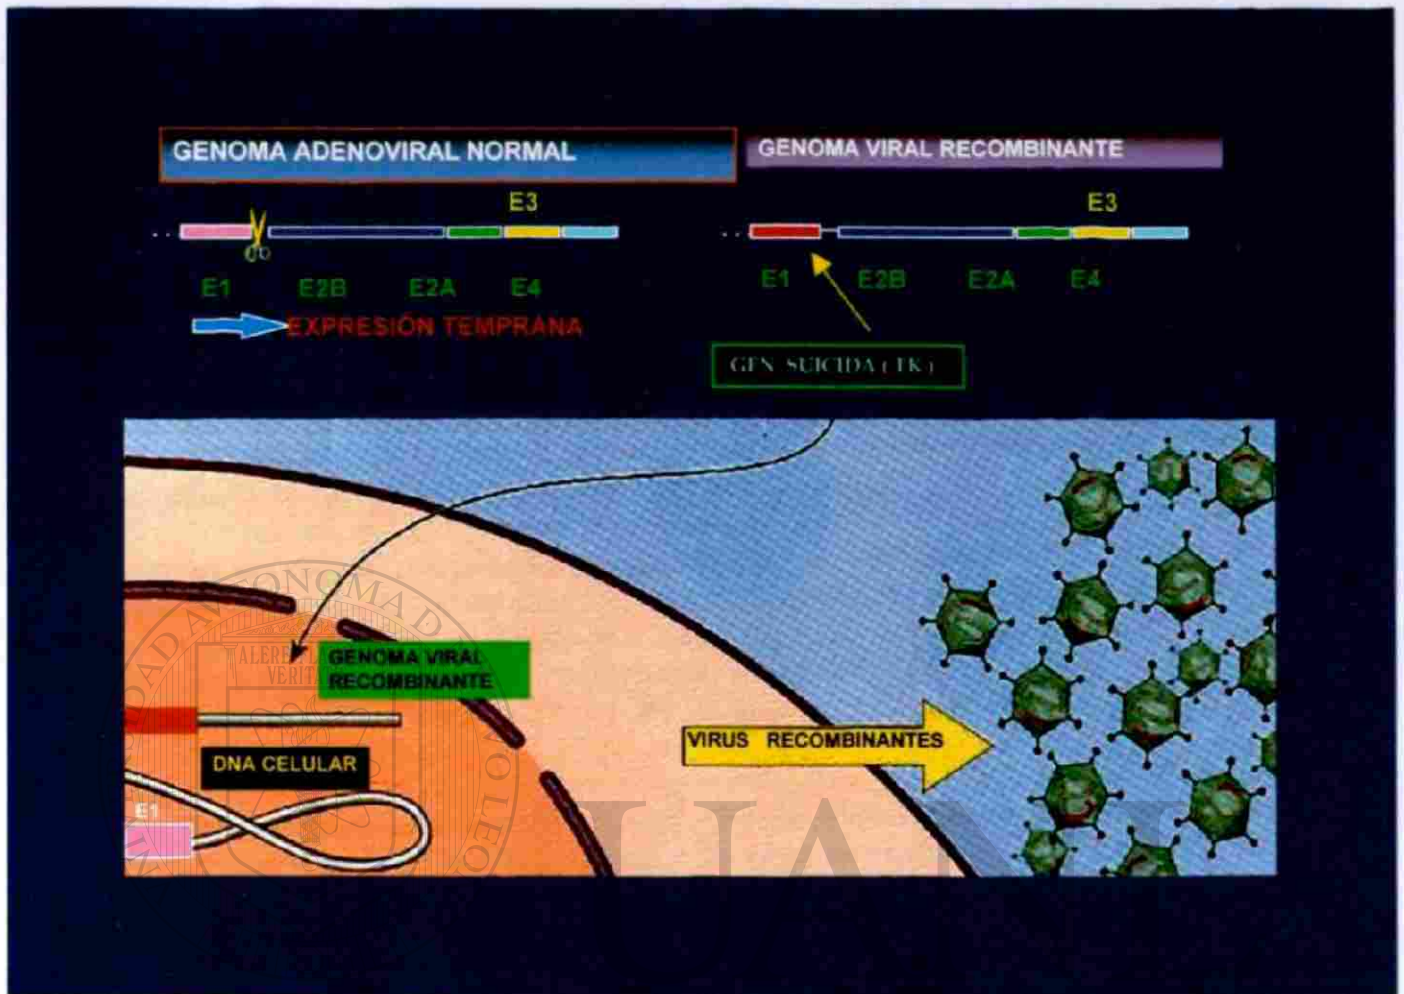 GENOMA ADENOVIRAL NORMAL
GENOMA VIRAL RECOMBINANTE
E3
E3
E1 E2B E2A E4
E1 E2B E2A E4
EXPRESIÓN TEMPRANA
GEN SUICIDA ( TK )
GENOMA VIRAL
RECOMBINANTE
DNA CELULAR
E1
VIRUS RECOMBINANTES
UANL